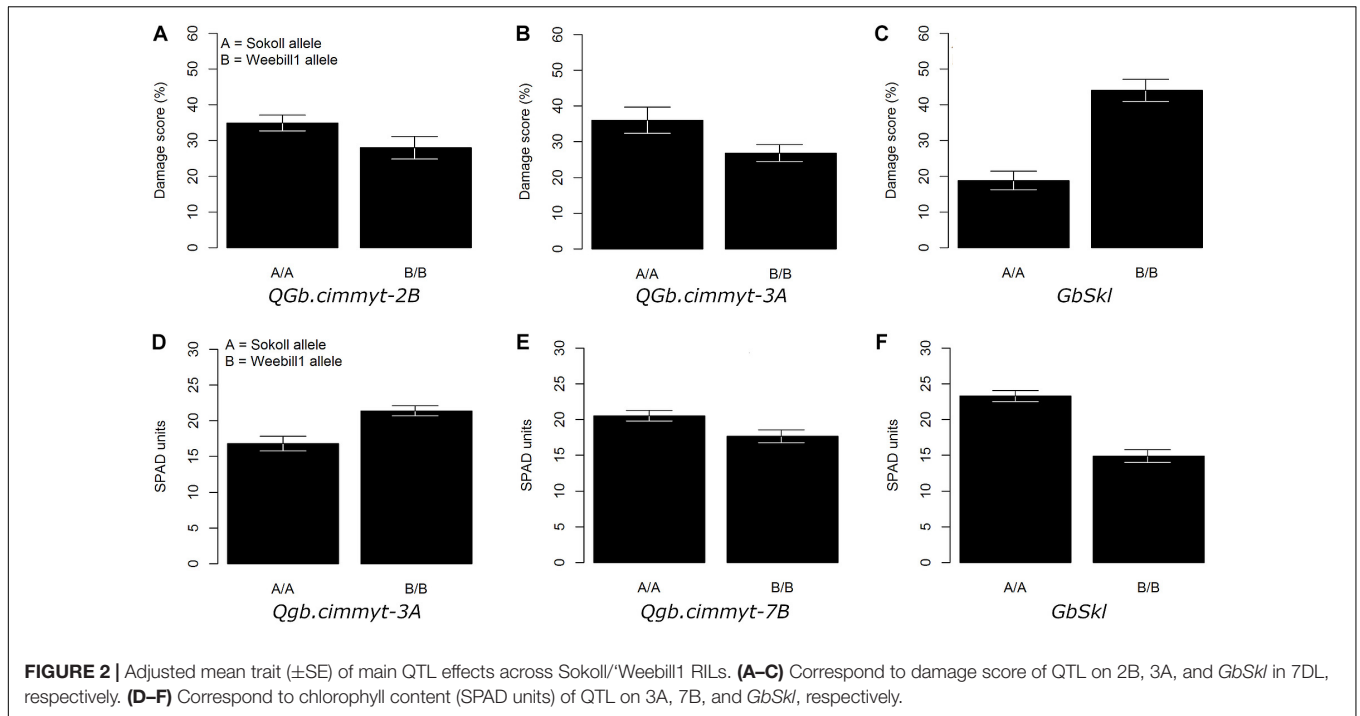 A
A = Sokoll allele
B = Weebill1 allele
Damage score (%)
60
50
40
30
20
10
0
A/A B/B
QGb.cimmyt-2B
B
Damage score (%)
60
50
40
30
20
10
0
A/A B/B
QGb.cimmyt-3A
C
Damage score (%)
60
50
40
30
20
10
0
A/A B/B
GbSkl
D
A = Sokoll allele
B = Weebill1 allele
SPAD units
30
25
20
15
10
5
0
A/A B/B
Qgb.cimmyt-3A
E
SPAD units
30
25
20
15
10
5
0
A/A B/B
Qgb.cimmyt-7B
F
SPAD units
30
25
20
15
10
5
0
A/A B/B
GbSkl
FIGURE 2 | Adjusted mean trait (±SE) of main QTL effects across Sokoll/‘Weebill1 RILs. (A–C) Correspond to damage score of QTL on 2B, 3A, and GbSkl in 7DL,
respectively. (D–F) Correspond to chlorophyll content (SPAD units) of QTL on 3A, 7B, and GbSkl, respectively.